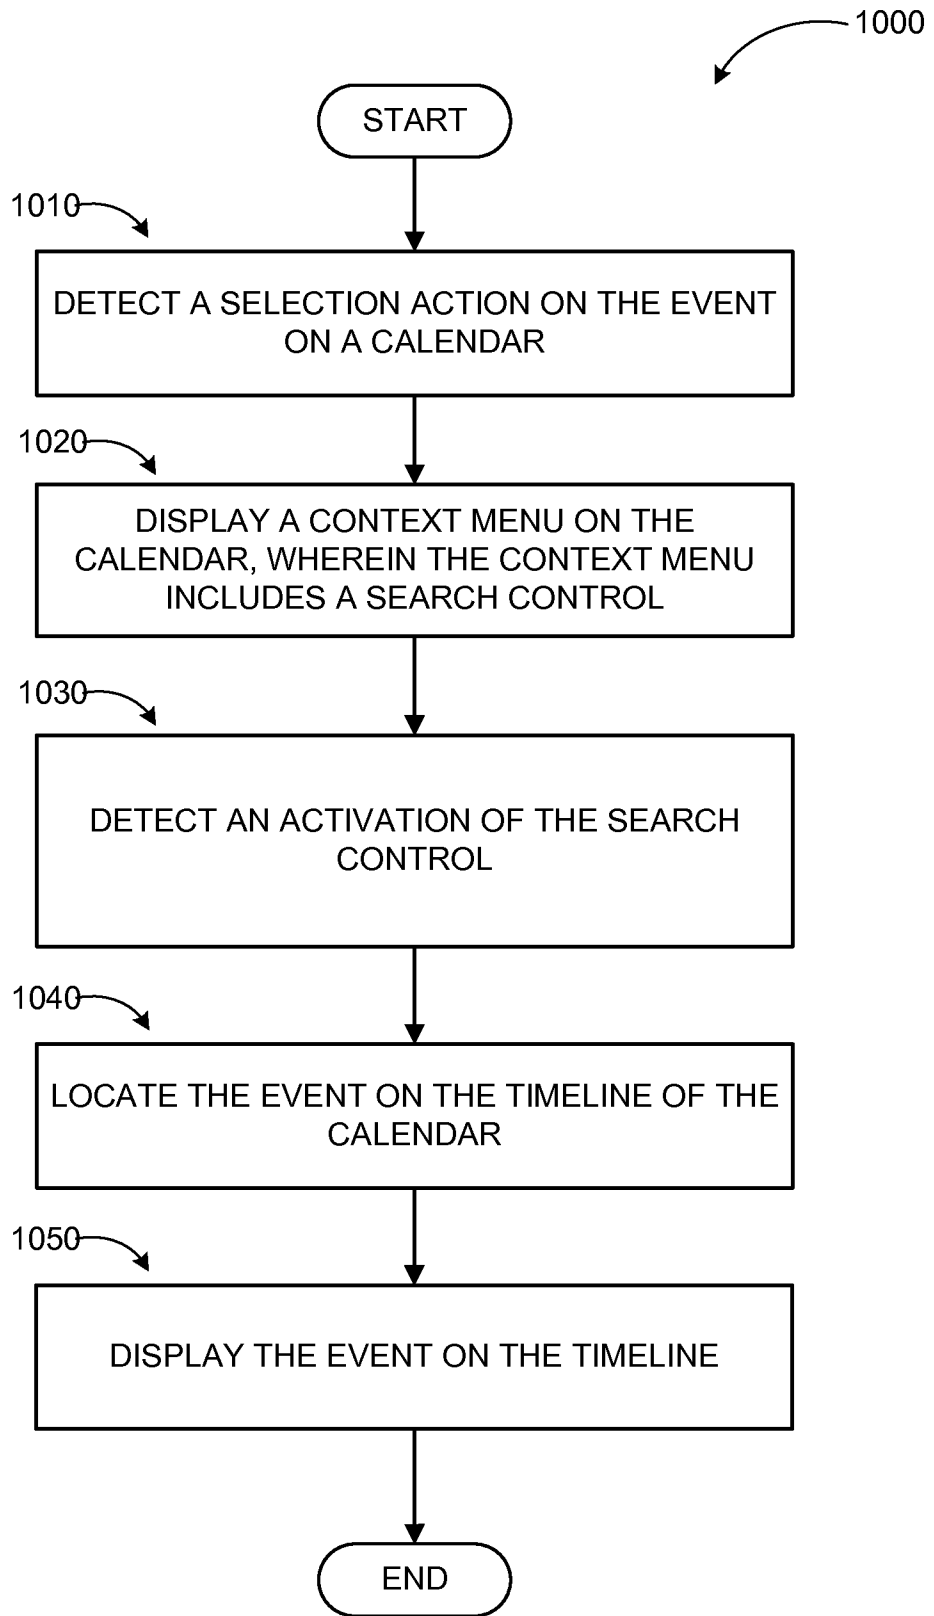 1000
START
1010
DETECT A SELECTION ACTION ON THE EVENT
ON A CALENDAR
1020
DISPLAY A CONTEXT MENU ON THE
CALENDAR, WHEREIN THE CONTEXT MENU
INCLUDES A SEARCH CONTROL
1030
DETECT AN ACTIVATION OF THE SEARCH
CONTROL
1040
LOCATE THE EVENT ON THE TIMELINE OF THE
CALENDAR
1050
DISPLAY THE EVENT ON THE TIMELINE
END